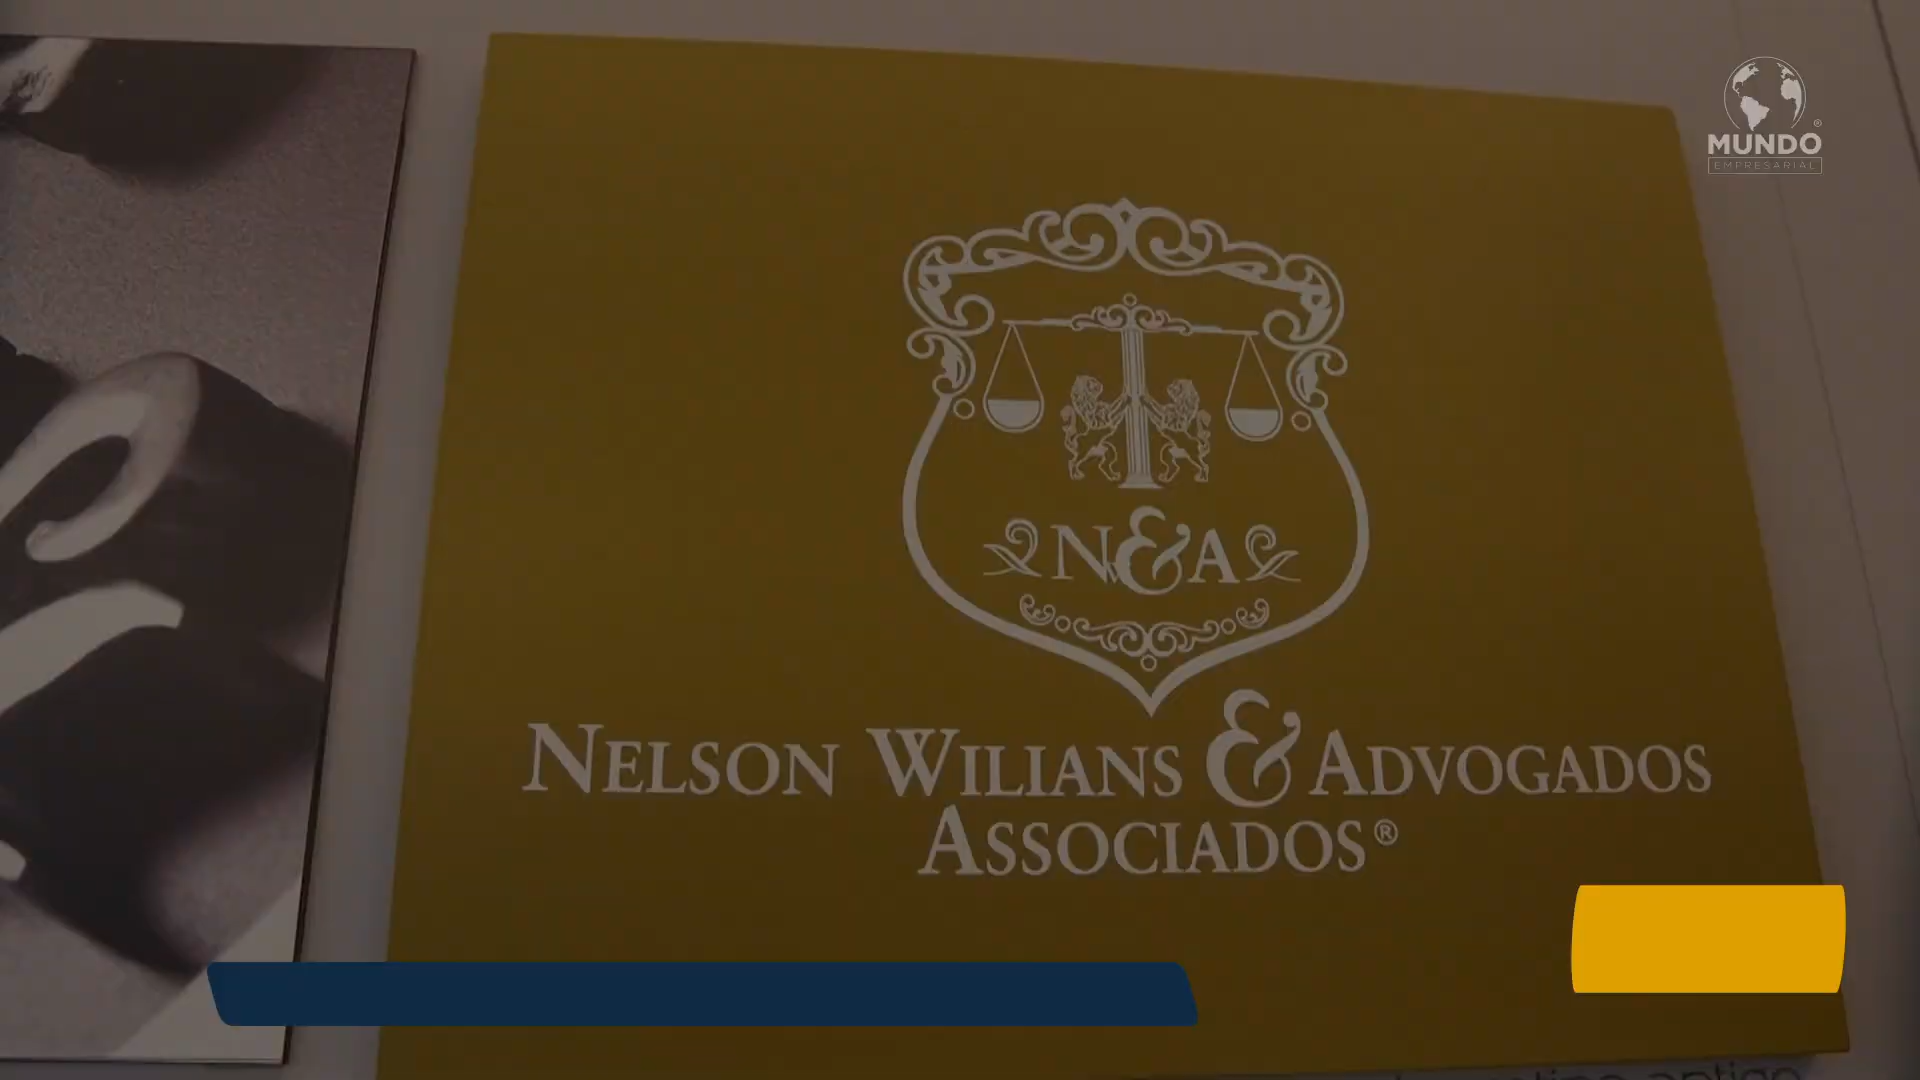 MUNDO
EMPRESARIAL
N&A
NELSON WILIANS & ADVOGADOS
ASSOCIADOS®